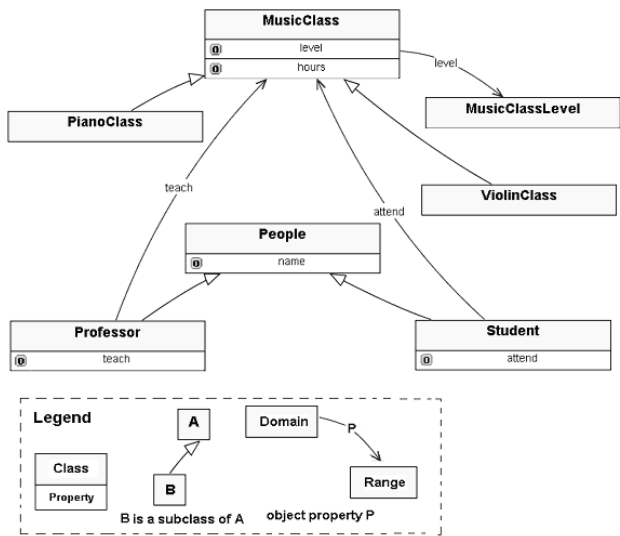 MusicClass
level
hours
level
PianoClass
MusicClassLevel
teach
attend
ViolinClass
People
name
Professor
teach
Student
attend
Legend
A
B
B is a subclass of A
Class
Property
Domain
P
Range
object property P